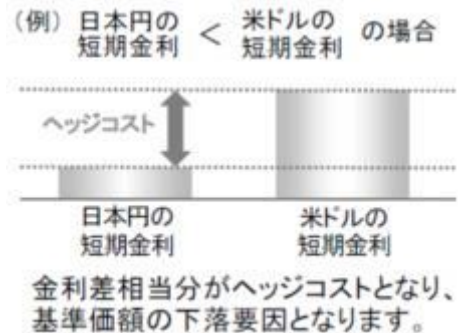 (例) 日本円の短期金利 < 米ドルの短期金利 の場合
ヘッジコスト
日本円の
短期金利
米ドルの
短期金利
金利差相当分がヘッジコストとなり、
基準価額の下落要因となります。